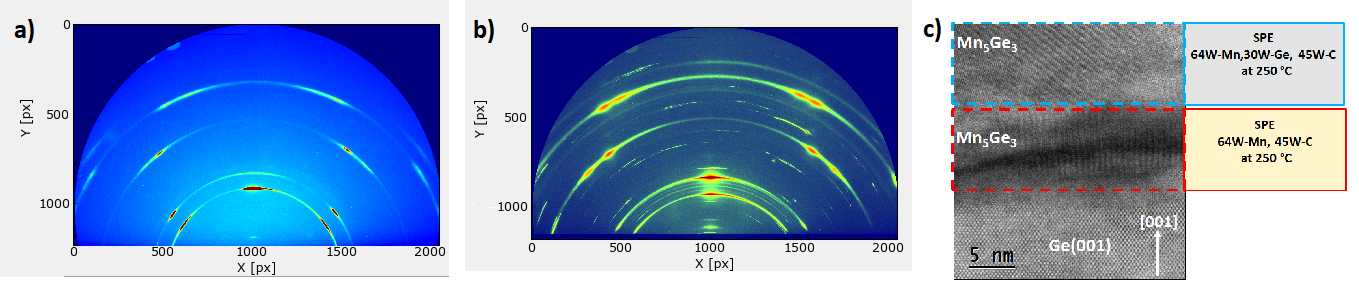 a)
0
500
1000
Y [px]
0
500
1000
1500
2000
X [px]
b)
0
500
1000
Y [px]
0
500
1000
1500
2000
X [px]
c)
Mn5Ge3
SPE
64W-Mn,30W-Ge, 45W-C
at 250 °C
Mn5Ge3
SPE
64W-Mn, 45W-C
at 250 °C
[001]
Ge(001)
5 nm